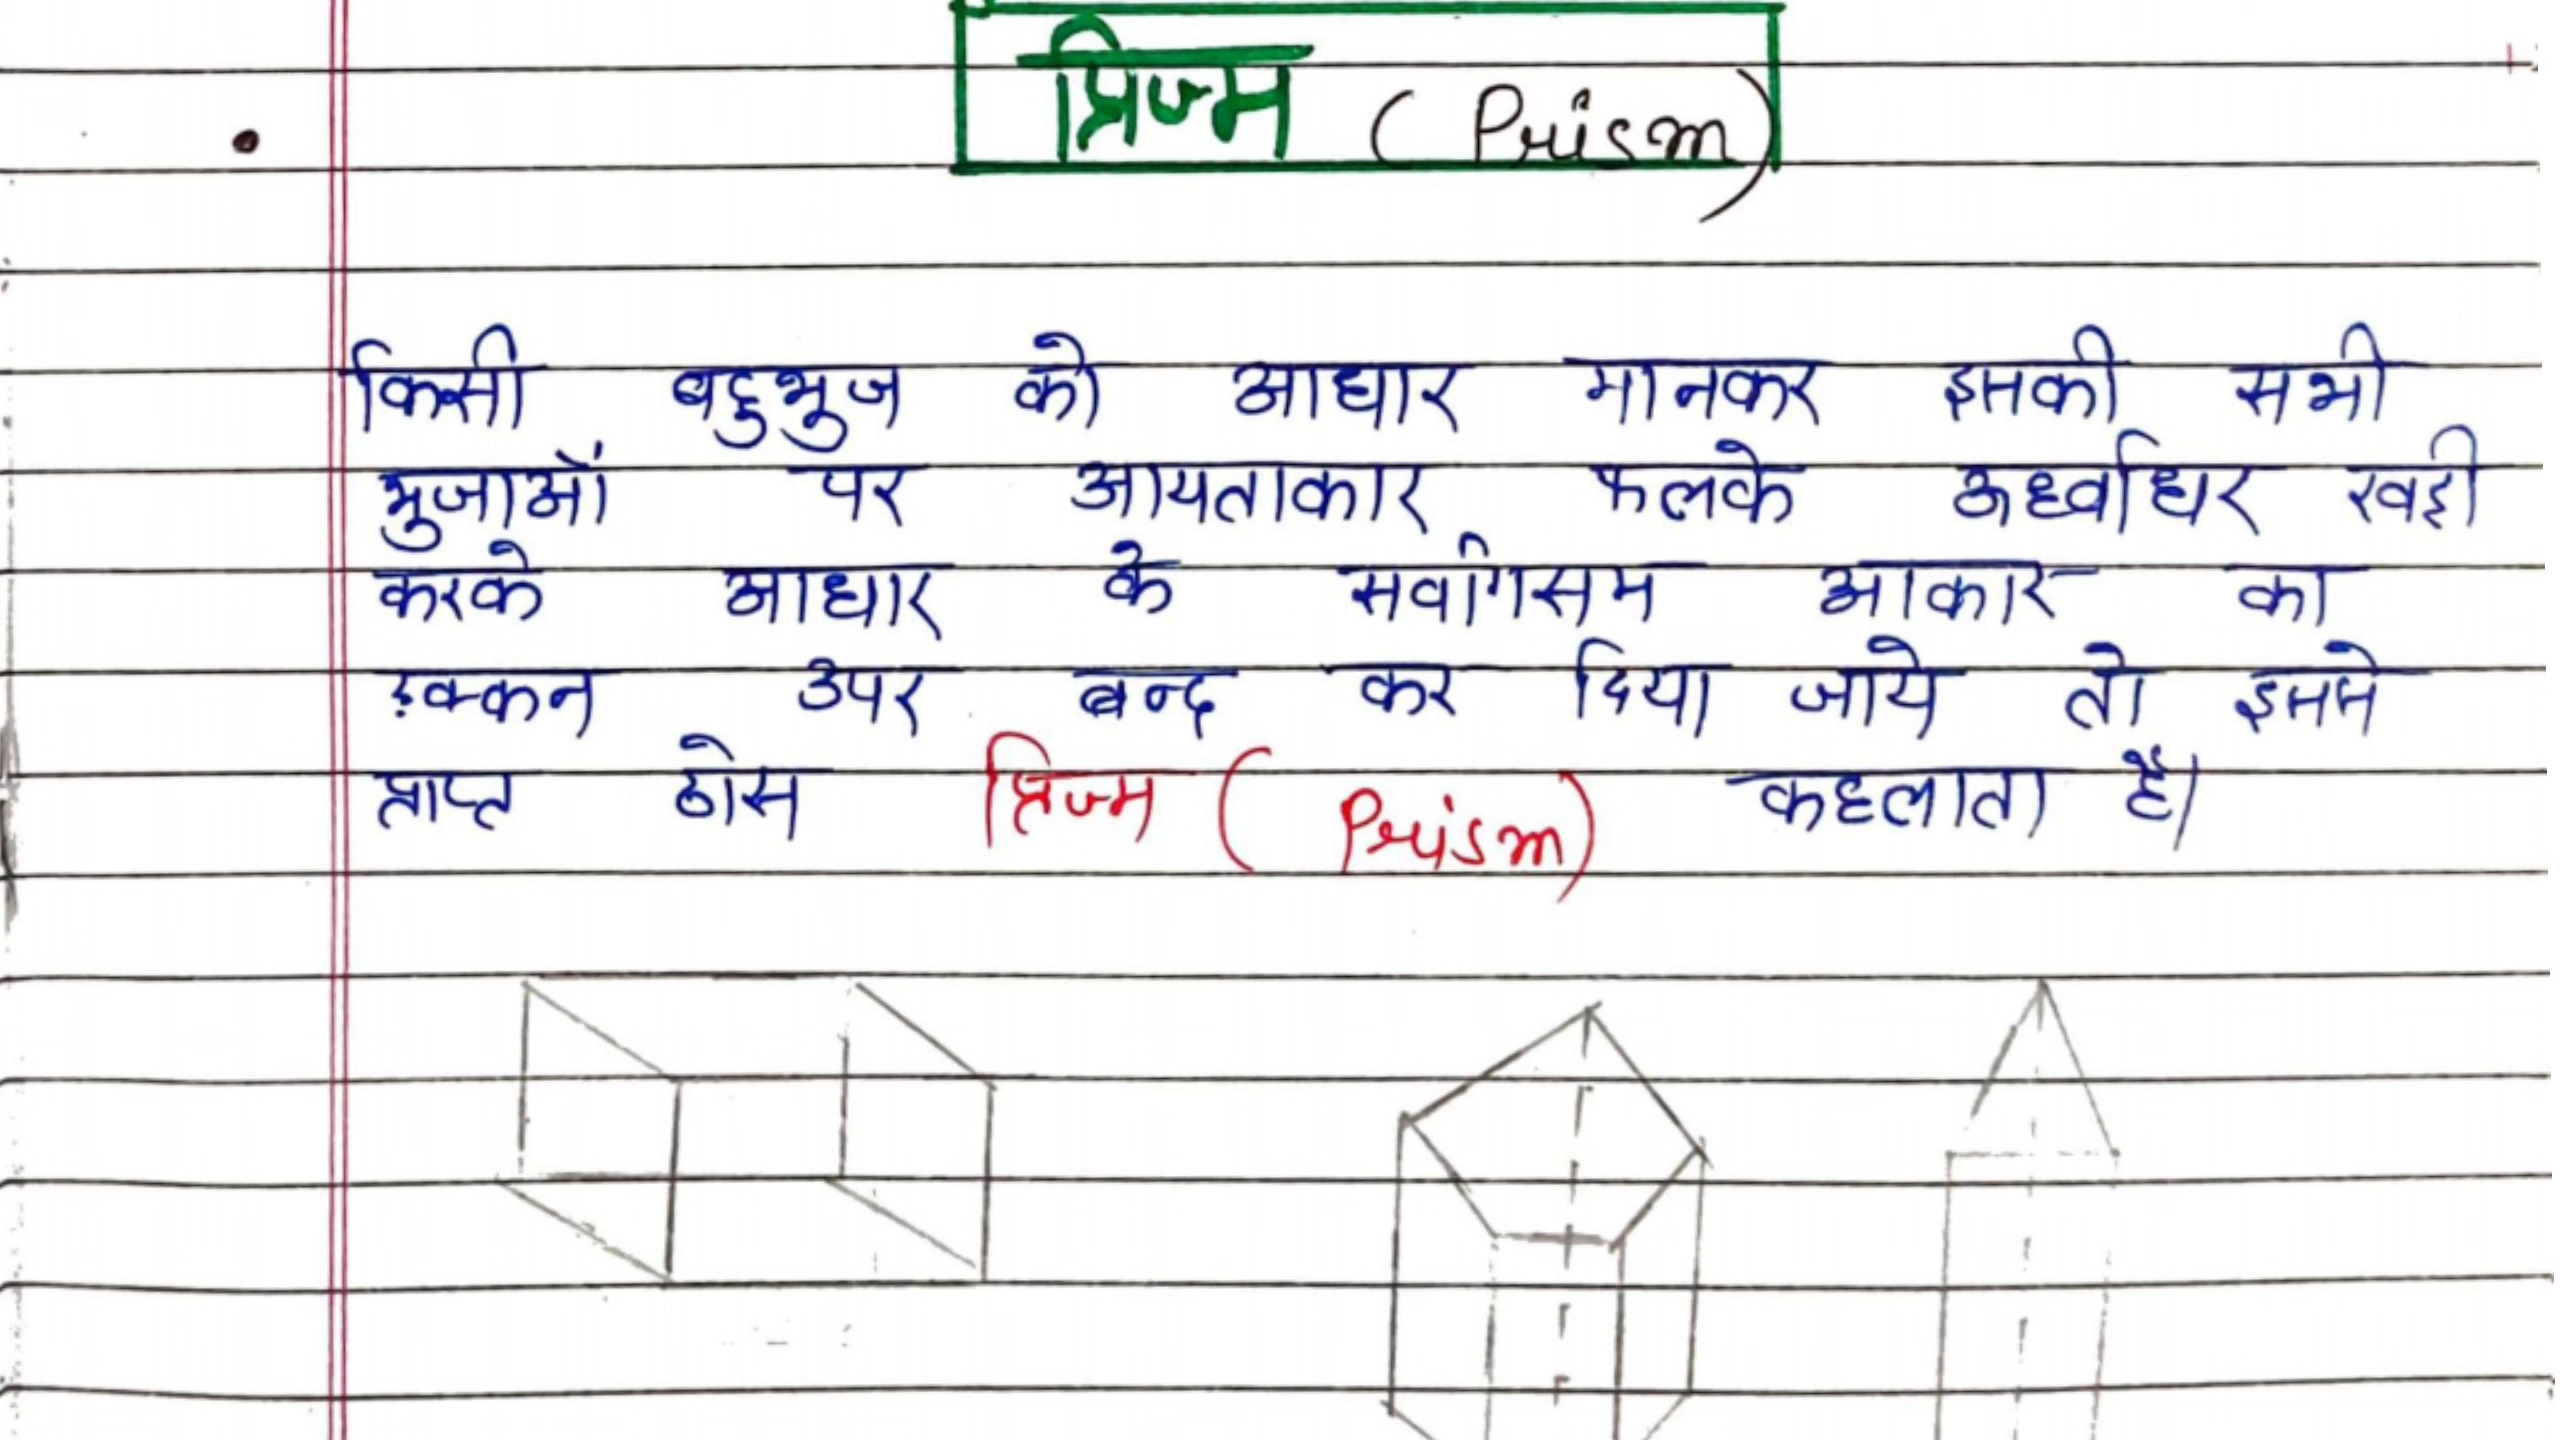 प्रिज्म (Prism)
किसी बहुभुज को आधार मानकर इसकी सभी
भुजाओं पर आयताकार फलके ऊर्ध्वाधर खड़ी
करके आधार के सर्वांगसम आकार का
ढक्कन उपर बन्द कर दिया जाये तो इससे
प्राप्त ठोस प्रिज्म (Prism) कहलाता है।